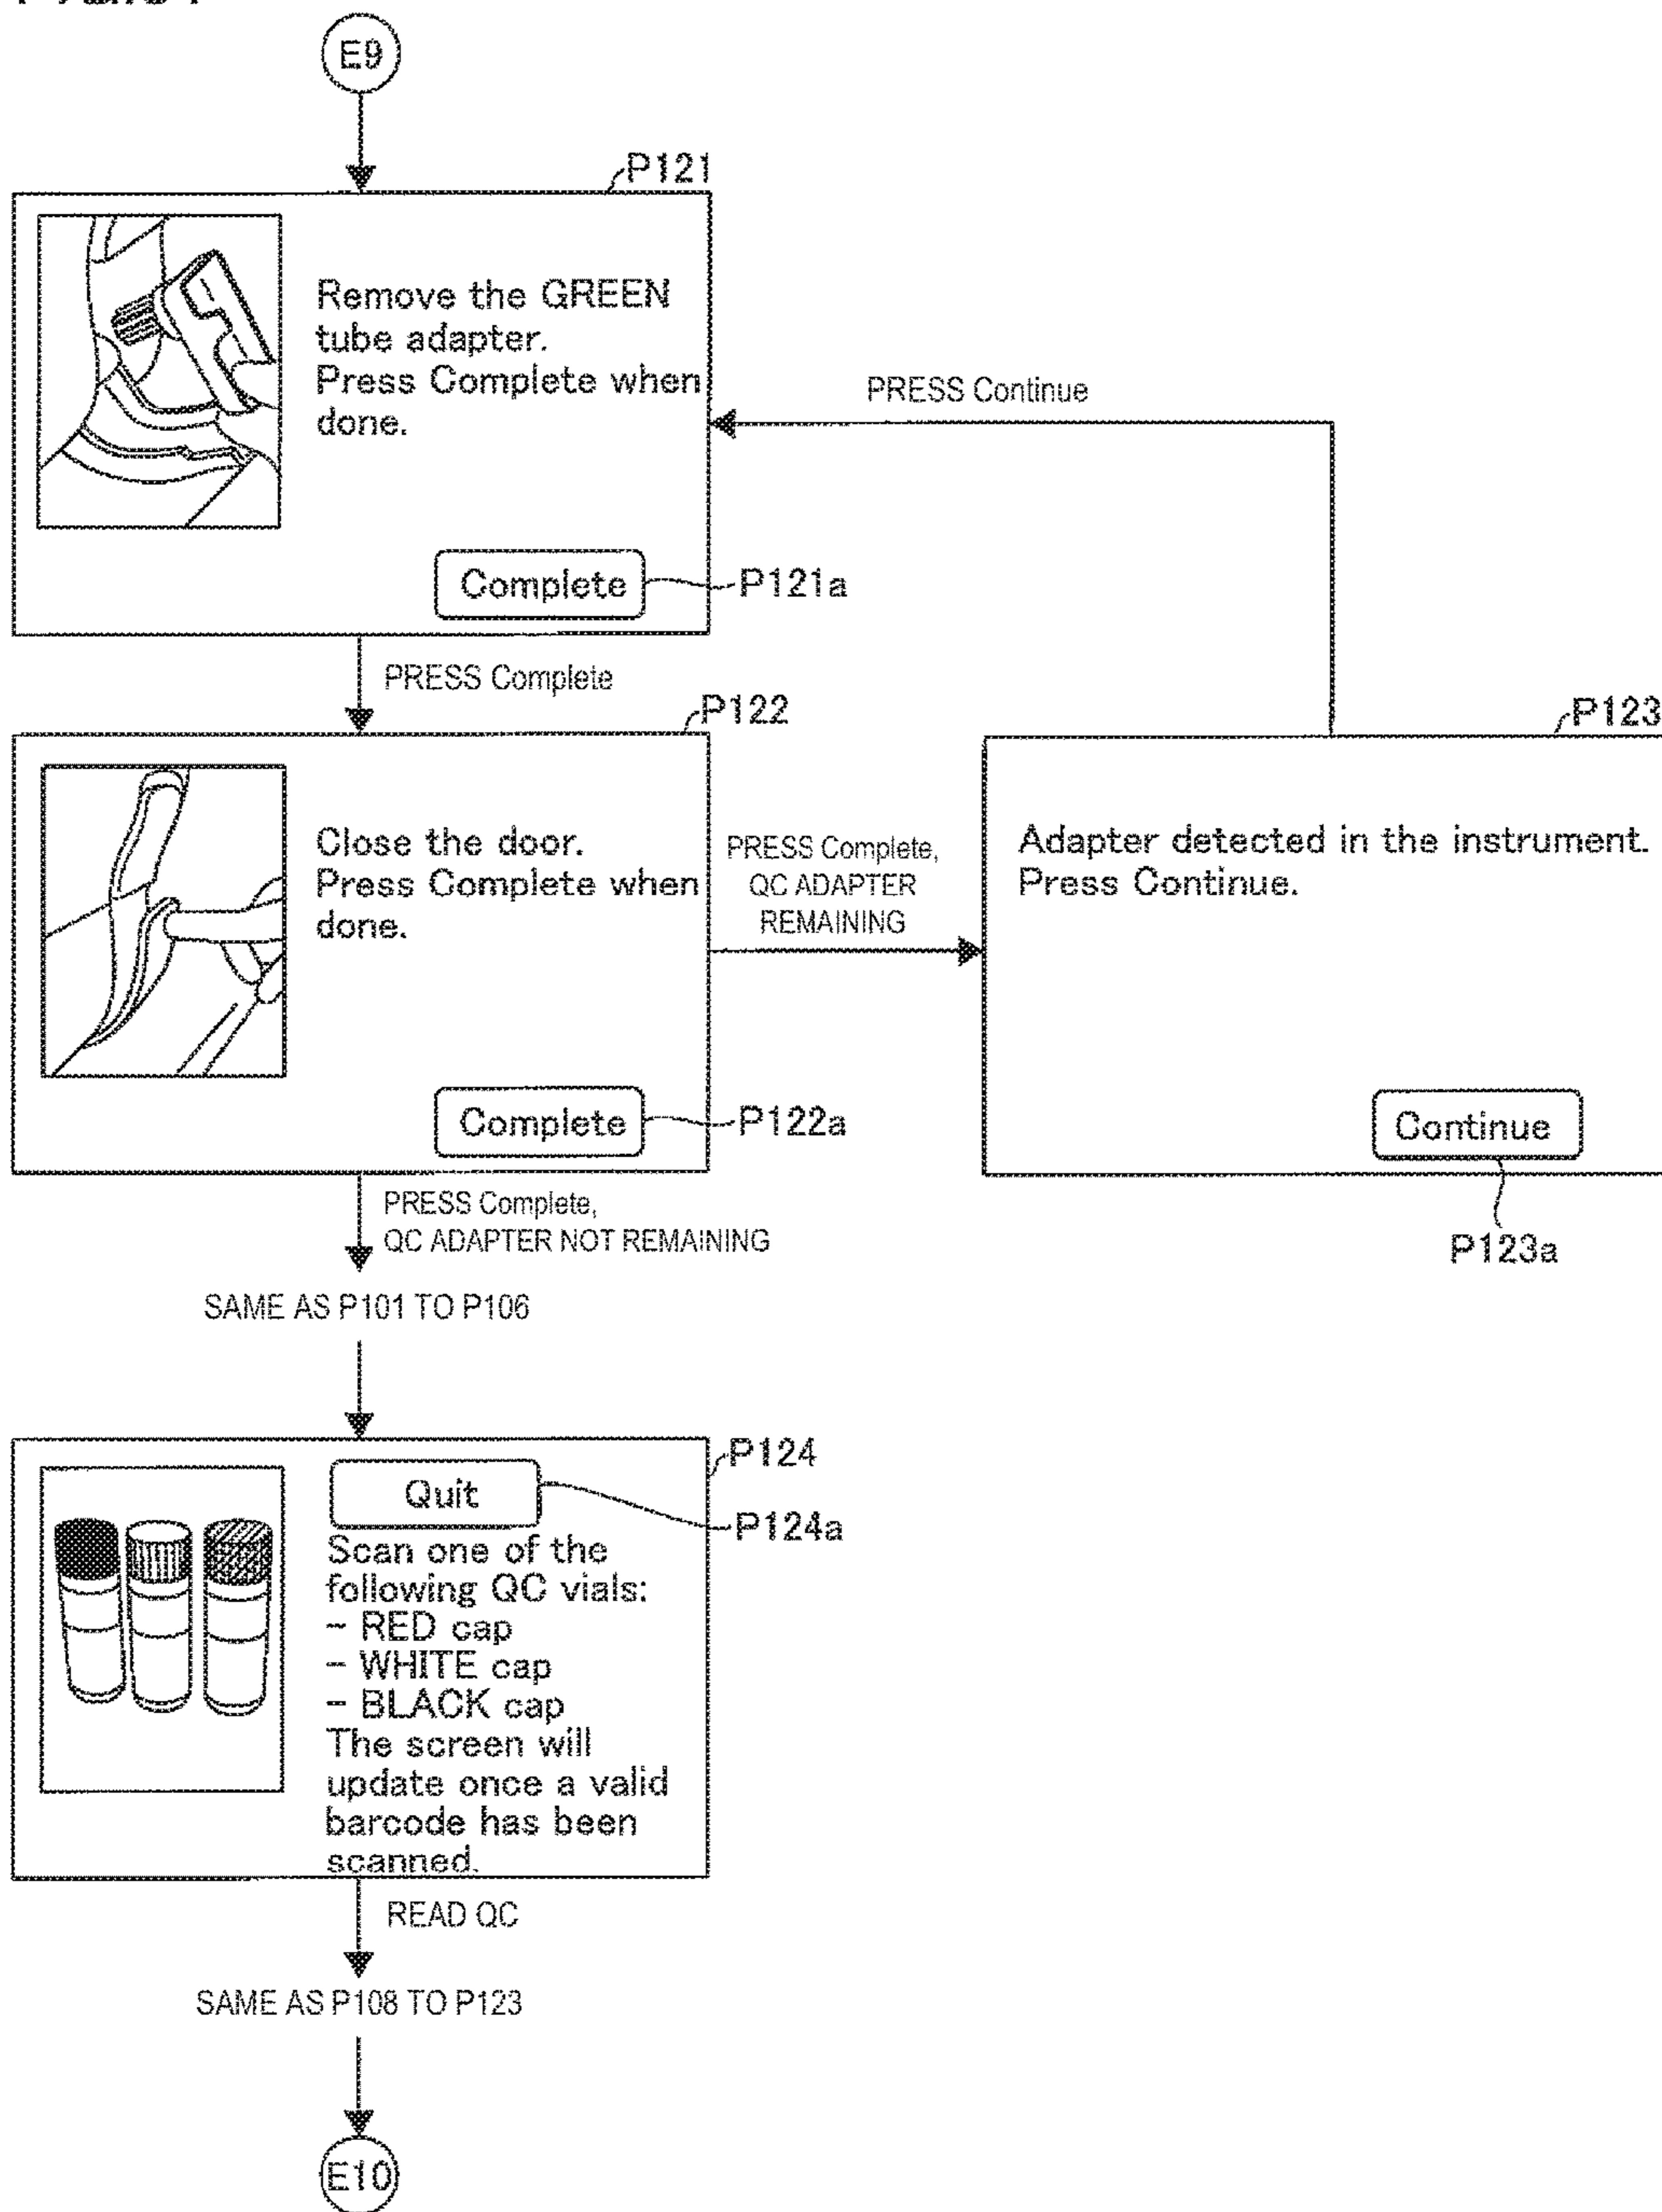 E9
P121
Remove the GREEN
tube adapter.
Press Complete when
done.
Complete
P121a
PRESS Continue
PRESS Complete
P122
Close the door.
Press Complete when
done.
Complete
P122a
PRESS Complete,
QC ADAPTER
REMAINING
P123
Adapter detected in the instrument.
Press Continue.
Continue
P123a
PRESS Complete,
QC ADAPTER NOT REMAINING
SAME AS P101 TO P106
P124
Quit
P124a
Scan one of the
following QC vials:
- RED cap
- WHITE cap
- BLACK cap
The screen will
update once a valid
barcode has been
scanned.
READ QC
SAME AS P108 TO P123
E10